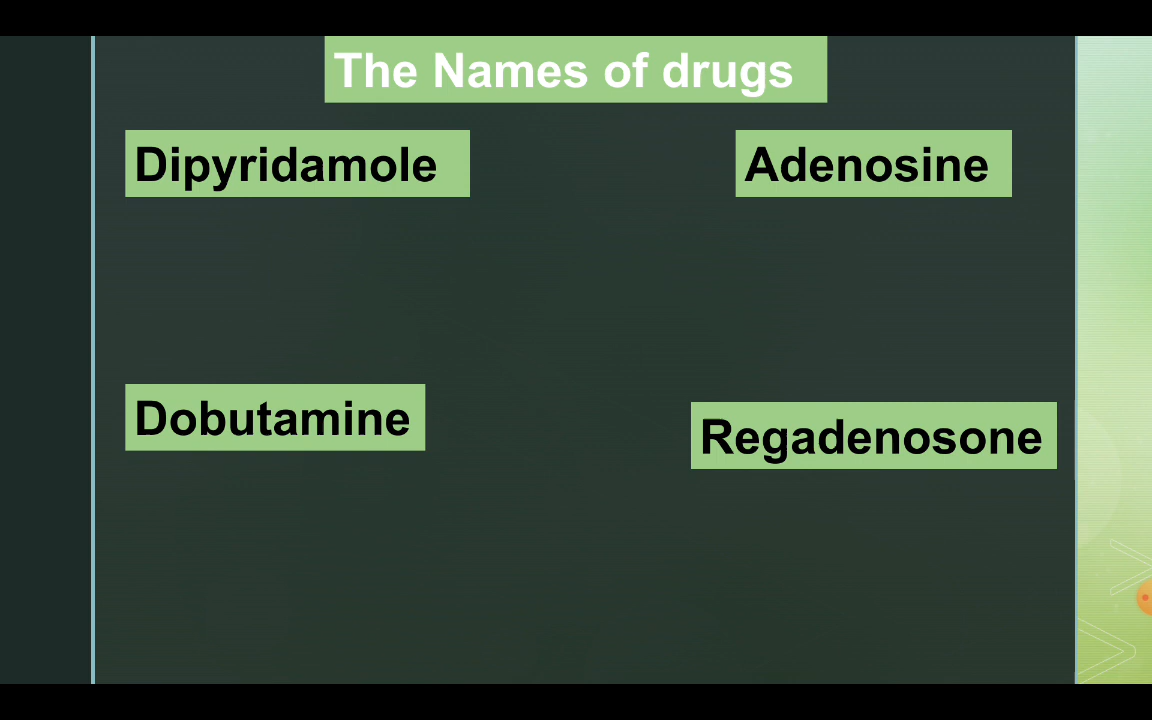 The Names of drugs
Dipyridamole
Adenosine
Dobutamine
Regadenosone